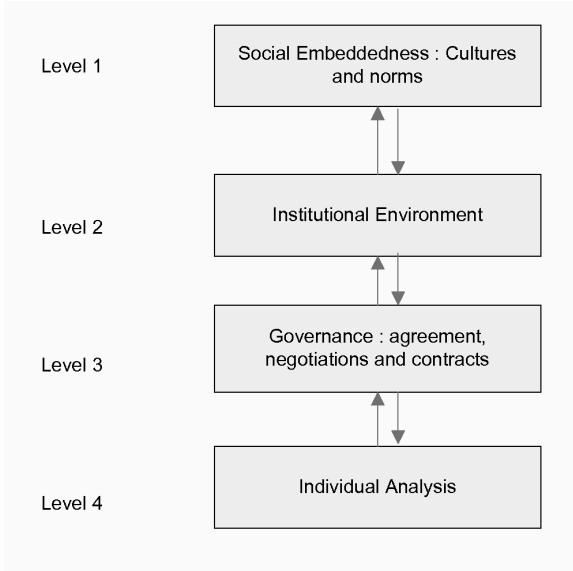 Level 1
Social Embeddedness : Cultures
and norms
Level 2
Institutional Environment
Level 3
Governance : agreement,
negotiations and contracts
Level 4
Individual Analysis